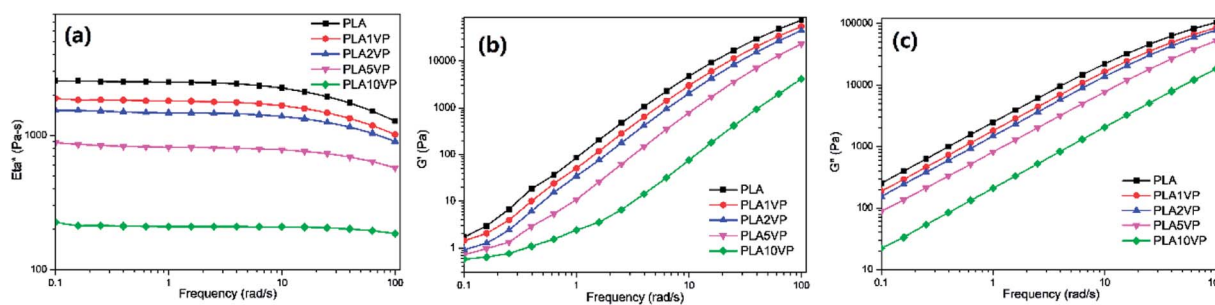 (a)
PLA
PLA1VP
PLA2VP
PLA5VP
PLA10VP
Eta* (Pa-s)
1000
100
0.1
1
10
100
Frequency (rad/s)
(b)
G' (Pa)
10000
1000
100
10
1
PLA
PLA1VP
PLA2VP
PLA5VP
PLA10VP
0.1
1
10
100
Frequency (rad/s)
(c)
G" (Pa)
100000
10000
1000
100
10
PLA
PLA1VP
PLA2VP
PLA5VP
PLA10VP
0.1
1
10
Frequency (rad/s)